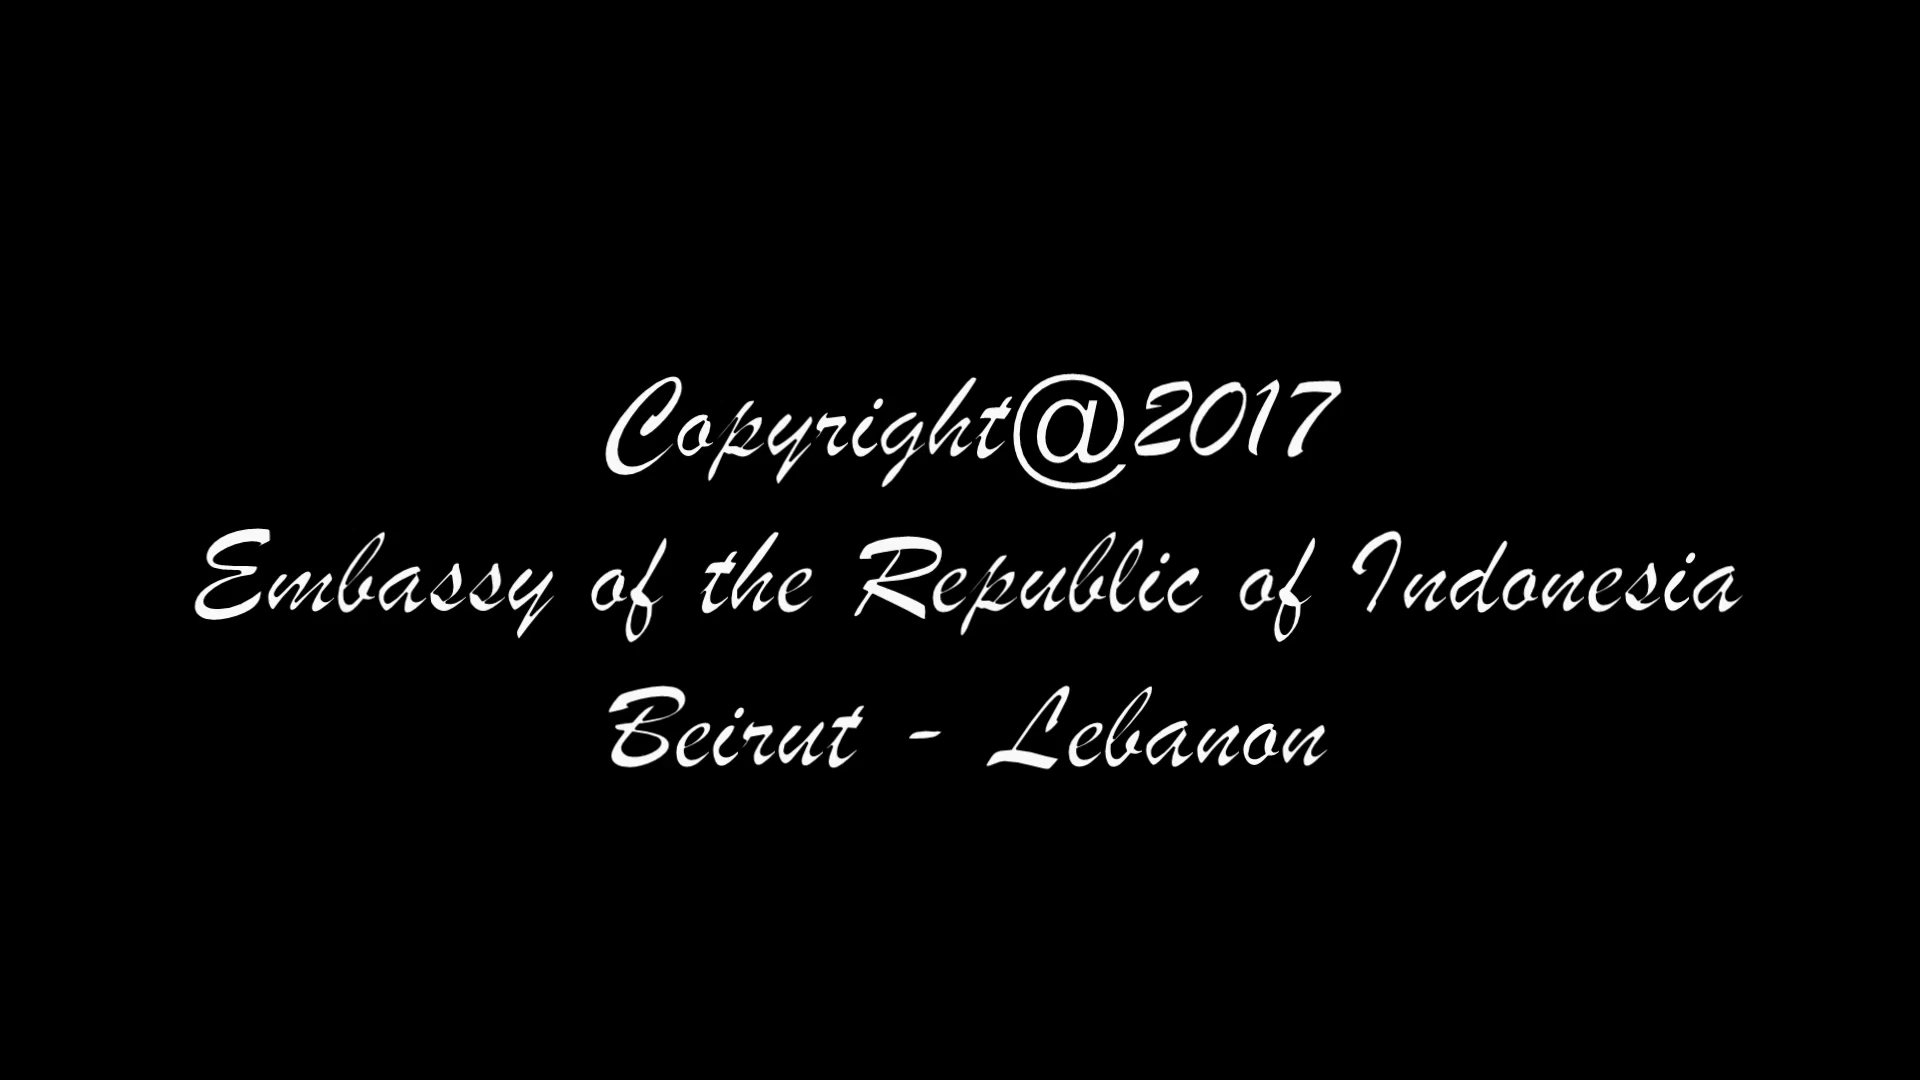 Copyright@2017
Embassy of the Republic of Indonesia
Beirut - Lebanon